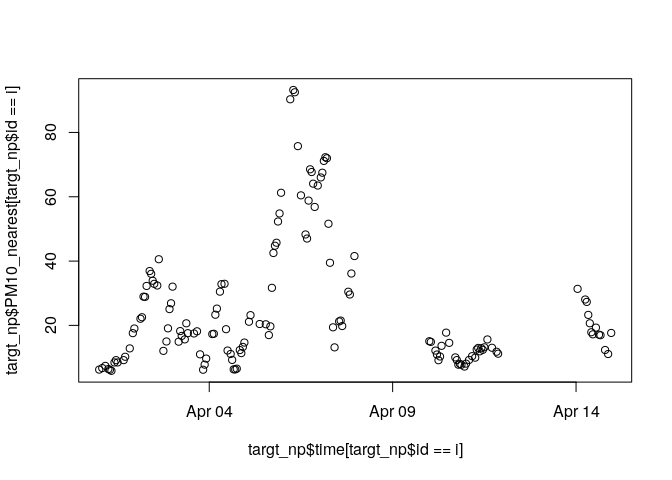 targt_np$PM10_nearest[targt_np$id == i]
80
60
40
20
Apr 04 Apr 09 Apr 14
targt_np$time[targt_np$id == i]